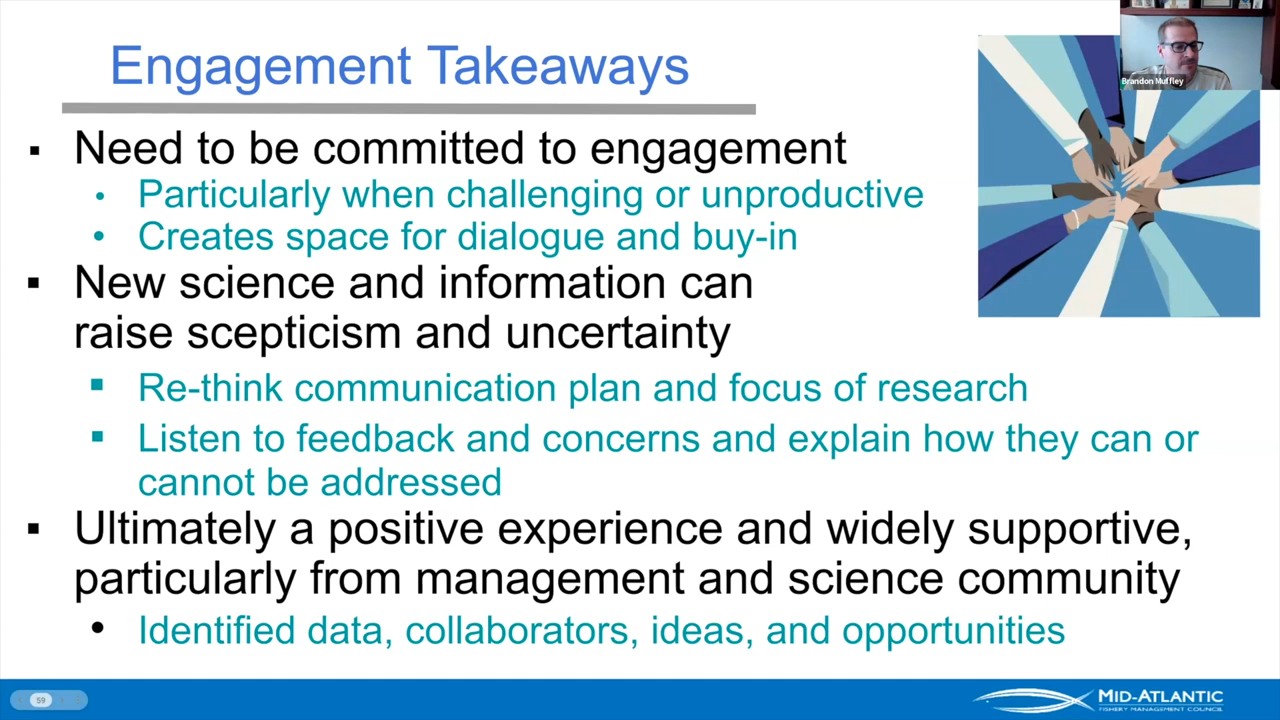 Engagement Takeaways
Brandon Muffley
▪ Need to be committed to engagement
• Particularly when challenging or unproductive
• Creates space for dialogue and buy-in
▪ New science and information can
raise scepticism and uncertainty
▪ Re-think communication plan and focus of research
▪ Listen to feedback and concerns and explain how they can or
cannot be addressed
▪ Ultimately a positive experience and widely supportive,
particularly from management and science community
• Identified data, collaborators, ideas, and opportunities
59
MID-ATLANTIC
FISHERY MANAGEMENT COUNCIL